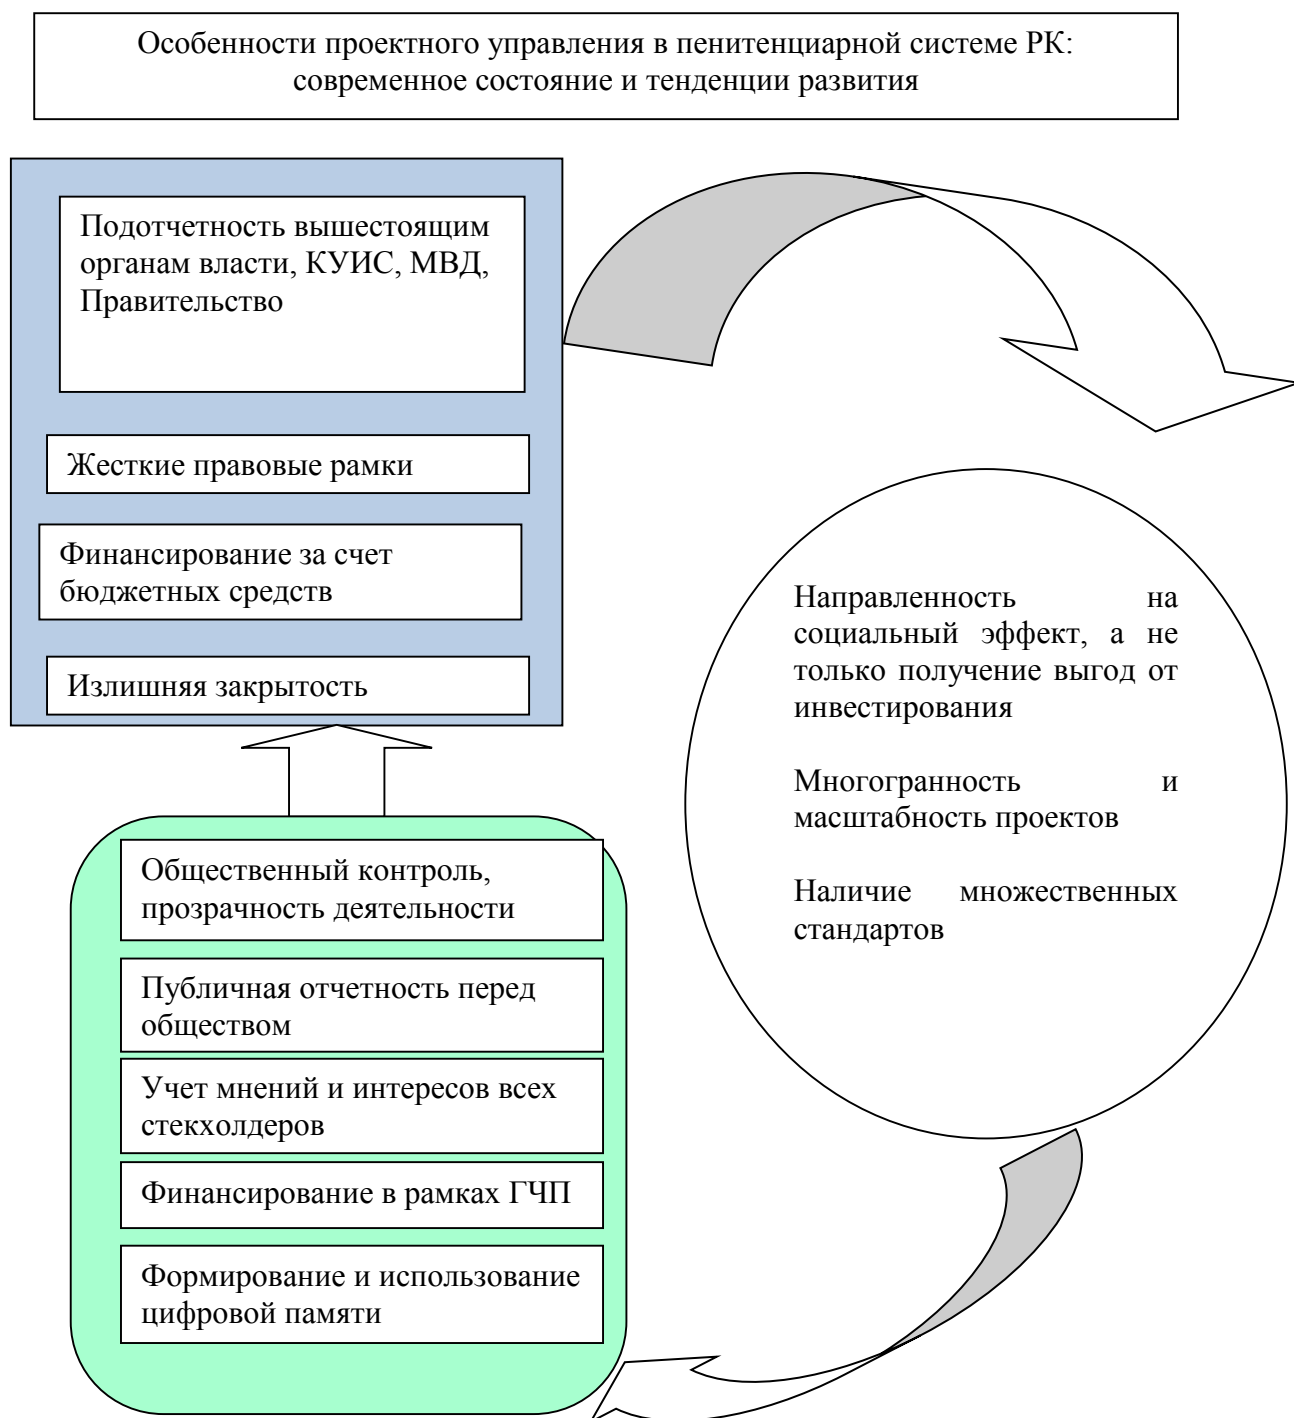 Особенности проектного управления в пенитенциарной системе РК:
современное состояние и тенденции развития
Подотчетность вышестоящим
органам власти, КУИС, МВД,
Правительство
Жесткие правовые рамки
Финансирование за счет
бюджетных средств
Излишняя закрытость
Направленность на
социальный эффект, а не
только получение выгод от
инвестирования
Многогранность и
масштабность проектов
Наличие множественных
стандартов
Общественный контроль,
прозрачность деятельности
Публичная отчетность перед
обществом
Учет мнений и интересов всех
стекхолдеров
Финансирование в рамках ГЧП
Формирование и использование
цифровой памяти